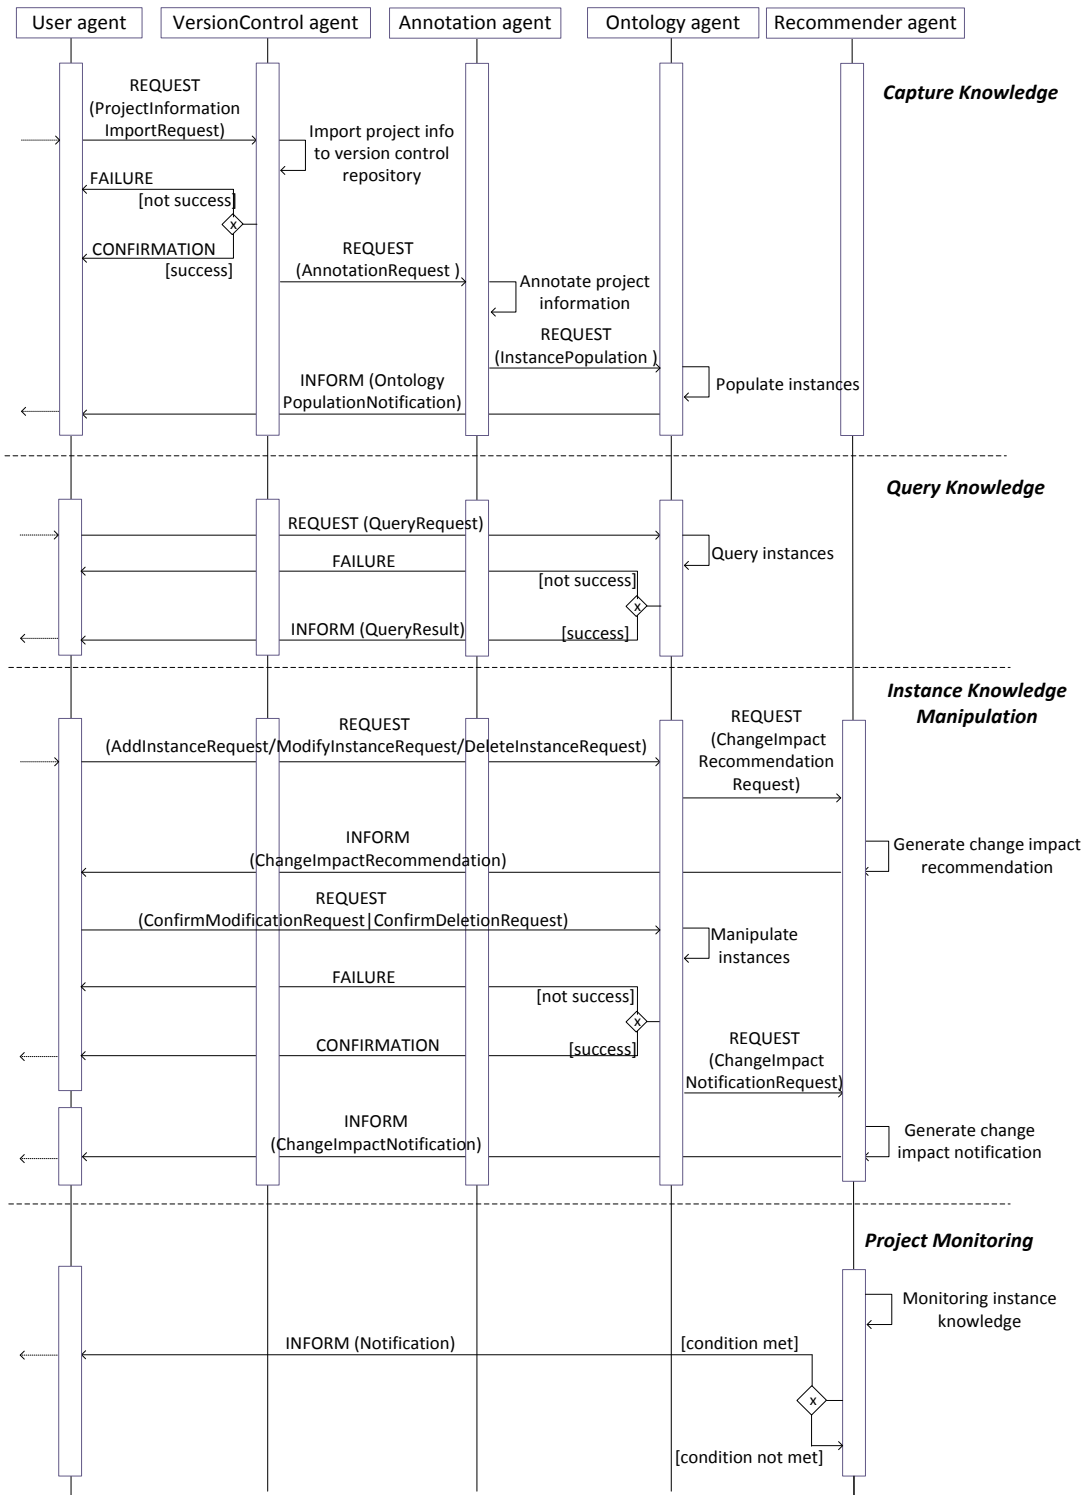 User agent
VersionControl agent
Annotation agent
Ontology agent
Recommender agent
Capture Knowledge
REQUEST
(ProjectInformation
ImportRequest)
Import project info
to version control
repository
FAILURE
[not success]
x
CONFIRMATION
[success]
REQUEST
(AnnotationRequest )
Annotate project
information
REQUEST
(InstancePopulation )
Populate instances
INFORM (Ontology
PopulationNotification)
Query Knowledge
REQUEST (QueryRequest)
Query instances
FAILURE
[not success]
x
INFORM (QueryResult)
[success]
Instance Knowledge
Manipulation
REQUEST
(AddInstanceRequest/ModifyInstanceRequest/DeleteInstanceRequest)
REQUEST
(ChangeImpact
Recommendation
Request)
Generate change impact
recommendation
INFORM
(ChangeImpactRecommendation)
REQUEST
(ConfirmModificationRequest|ConfirmDeletionRequest)
Manipulate
instances
FAILURE
[not success]
x
CONFIRMATION
[success]
REQUEST
(ChangeImpact
NotificationRequest)
Generate change
impact notification
INFORM
(ChangeImpactNotification)
Project Monitoring
Monitoring instance
knowledge
INFORM (Notification)
[condition met]
x
[condition not met]